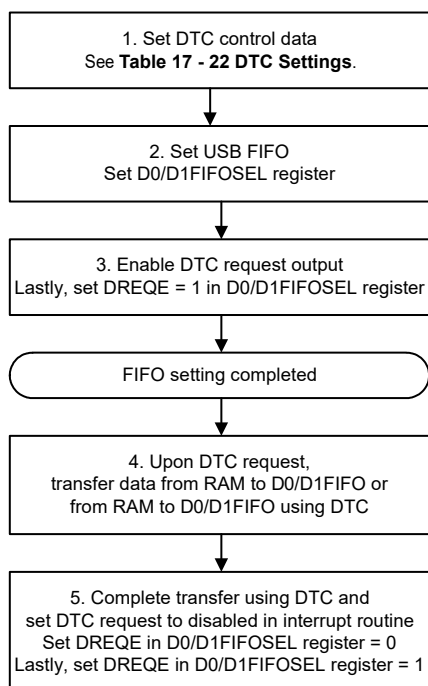 1. Set DTC control data
See Table 17 - 22 DTC Settings.
2. Set USB FIFO
Set D0/D1FIFOSEL register
3. Enable DTC request output
Lastly, set DREQE = 1 in D0/D1FIFOSEL register
FIFO setting completed
4. Upon DTC request,
transfer data from RAM to D0/D1FIFO or
from RAM to D0/D1FIFO using DTC
5. Complete transfer using DTC and
set DTC request to disabled in interrupt routine
Set DREQE in D0/D1FIFOSEL register = 0
Lastly, set DREQE in D0/D1FIFOSEL register = 1